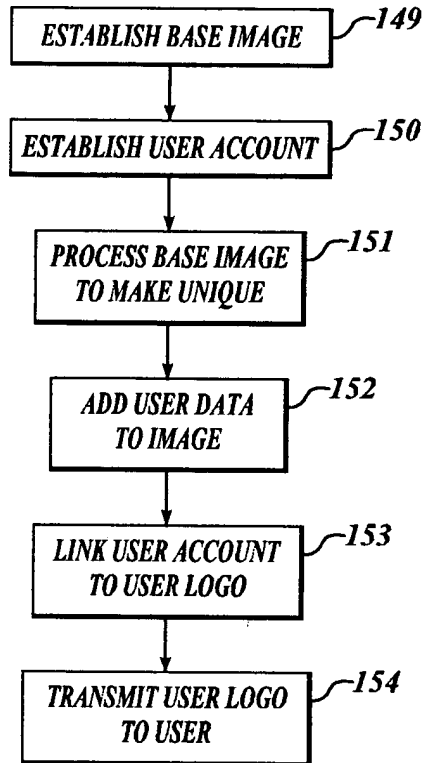 ESTABLISH BASE IMAGE
149
ESTABLISH USER ACCOUNT
150
PROCESS BASE IMAGE
TO MAKE UNIQUE
151
ADD USER DATA
TO IMAGE
152
LINK USER ACCOUNT
TO USER LOGO
153
TRANSMIT USER LOGO
TO USER
154